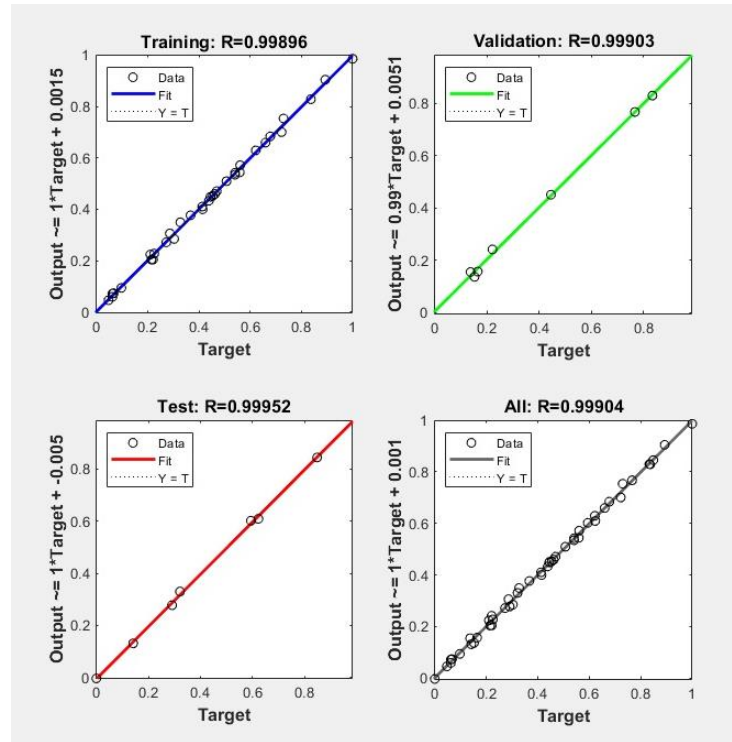 Training: R=0.99896
Output ~= 1*Target + 0.0015
1
0.8
0.6
0.4
0.2
0
Data
Fit
Y = T
0 0.2 0.4 0.6 0.8 1
Target
Validation: R=0.99903
Output ~= 0.99*Target + 0.0051
0.8
0.6
0.4
0.2
0
Data
Fit
Y = T
0 0.2 0.4 0.6 0.8
Target
Test: R=0.99952
Output ~= 1*Target + -0.005
0.8
0.6
0.4
0.2
0
Data
Fit
Y = T
0 0.2 0.4 0.6 0.8
Target
All: R=0.99904
Output ~= 1*Target + 0.001
1
0.8
0.6
0.4
0.2
0
Data
Fit
Y = T
0 0.2 0.4 0.6 0.8 1
Target